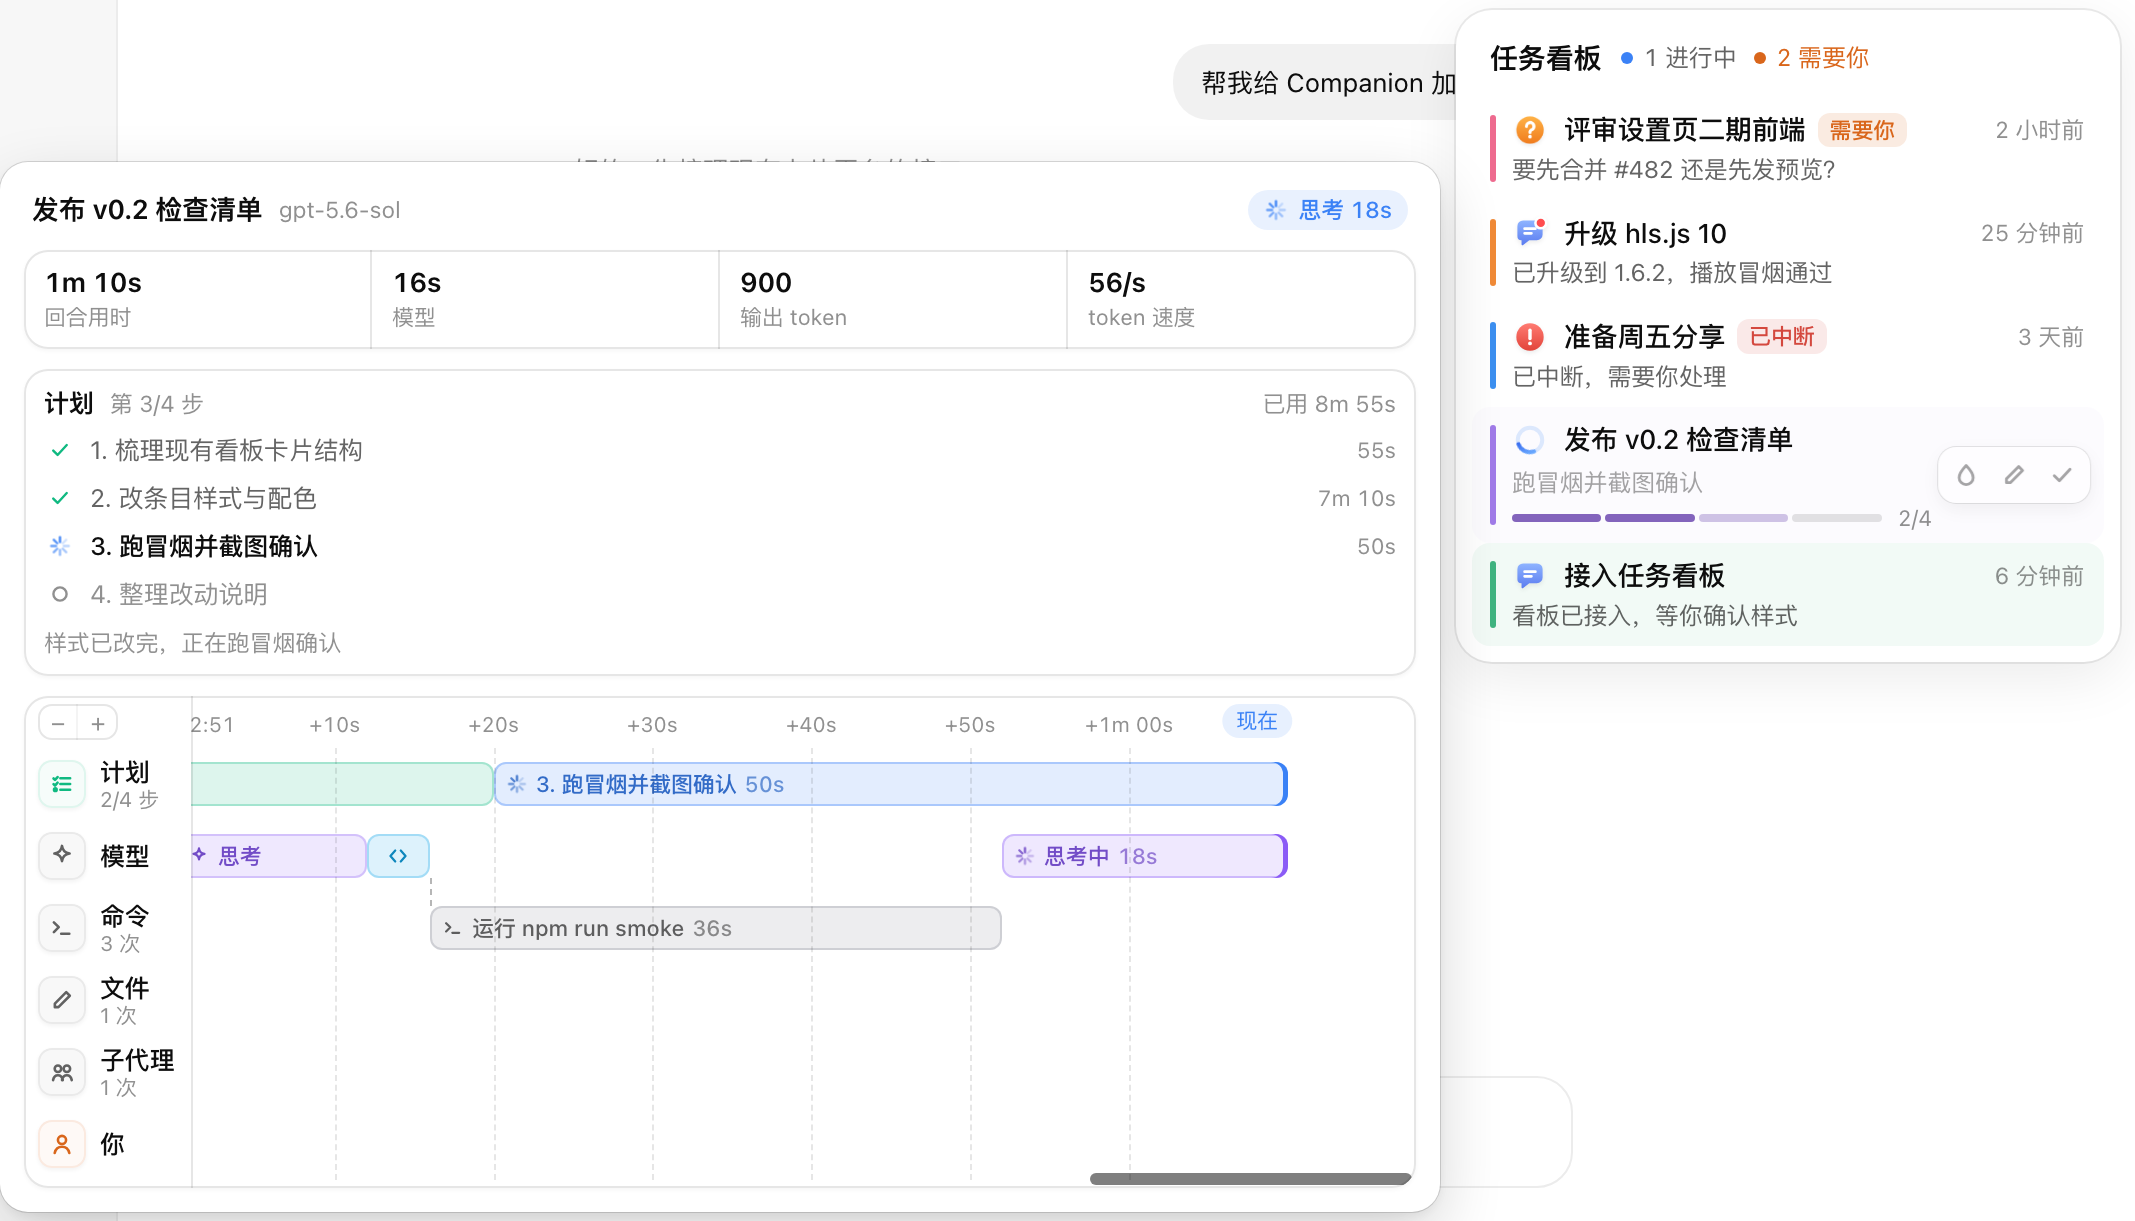 帮我给 Companion 加
发布 v0.2 检查清单 gpt-5.6-sol
思考 18s
1m 10s
回合用时
16s
模型
900
输出 token
56/s
token 速度
计划 第 3/4 步
已用 8m 55s
1. 梳理现有看板卡片结构
55s
2. 改条目样式与配色
7m 10s
3. 跑冒烟并截图确认
50s
4. 整理改动说明
样式已改完，正在跑冒烟确认
2:51 +10s +20s +30s +40s +50s +1m 00s 现在
计划
2/4 步
3. 跑冒烟并截图确认 50s
模型
思考
思考中 18s
命令
3 次
运行 npm run smoke 36s
文件
1 次
子代理
1 次
你
任务看板 1 进行中 2 需要你
评审设置页二期前端 需要你 2 小时前
要先合并 #482 还是先发预览?
升级 hls.js 10 25 分钟前
已升级到 1.6.2，播放冒烟通过
准备周五分享 已中断 3 天前
已中断，需要你处理
发布 v0.2 检查清单
跑冒烟并截图确认
2/4
接入任务看板 6 分钟前
看板已接入，等你确认样式